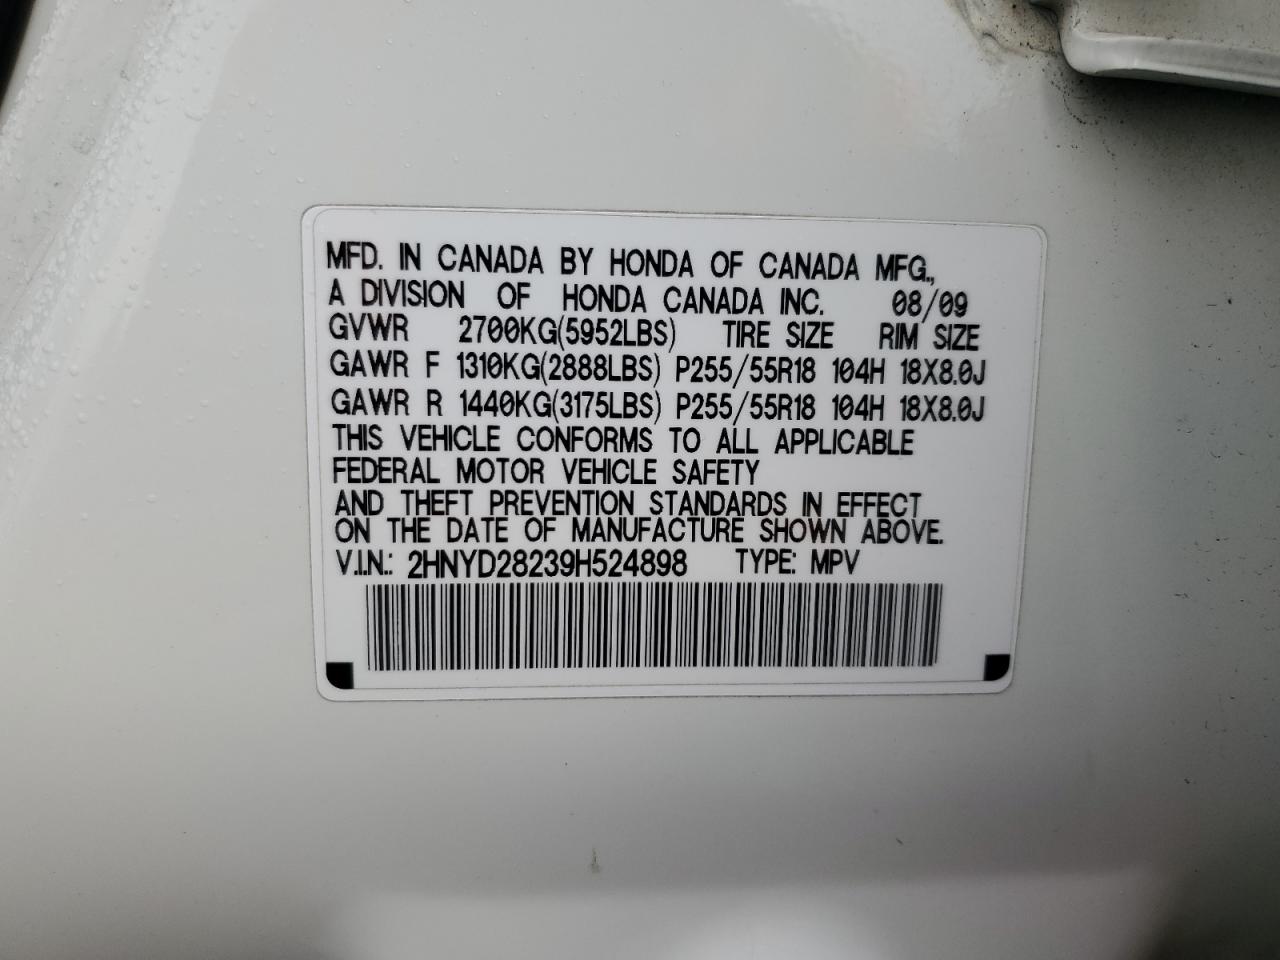 MFD. IN CANADA BY HONDA OF CANADA MFG.,
A DIVISION OF HONDA CANADA INC. 08/09
GVWR 2700KG(5952LBS) TIRE SIZE RIM SIZE
GAWR F 1310KG(2888LBS) P255/55R18 104H 18X8.0J
GAWR R 1440KG(3175LBS) P255/55R18 104H 18X8.0J
THIS VEHICLE CONFORMS TO ALL APPLICABLE
FEDERAL MOTOR VEHICLE SAFETY
AND THEFT PREVENTION STANDARDS IN EFFECT
ON THE DATE OF MANUFACTURE SHOWN ABOVE.
V.I.N.: 2HNYD28239H524898 TYPE: MPV